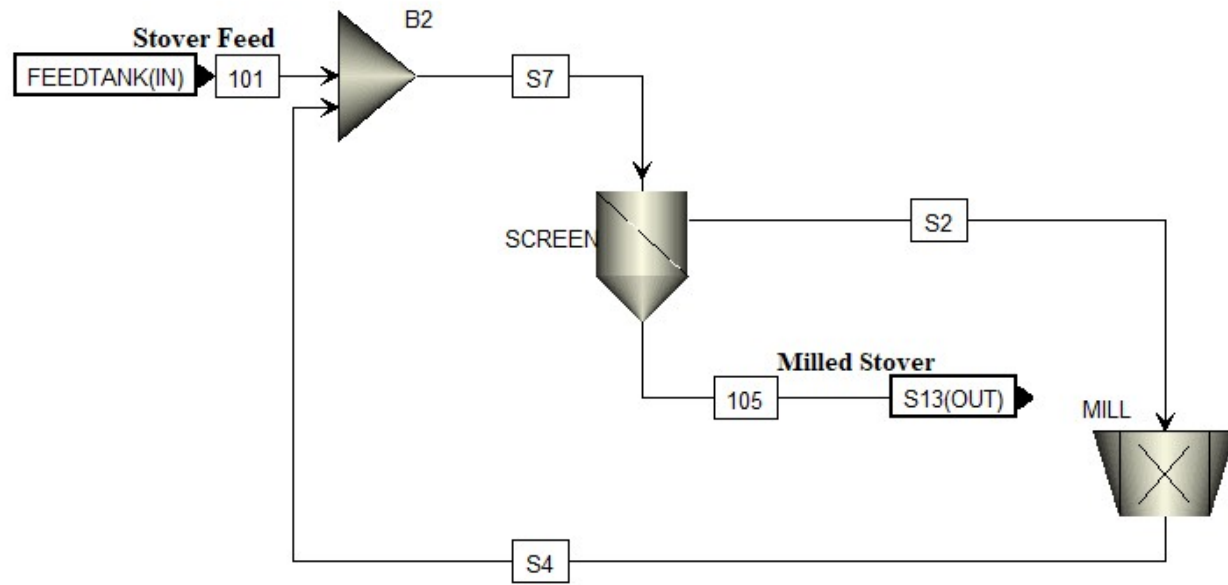 B2
Stover Feed
FEEDTANK(IN)
101
S7
S2
SCREEN
Milled Stover
105
S13(OUT)
MILL
S4